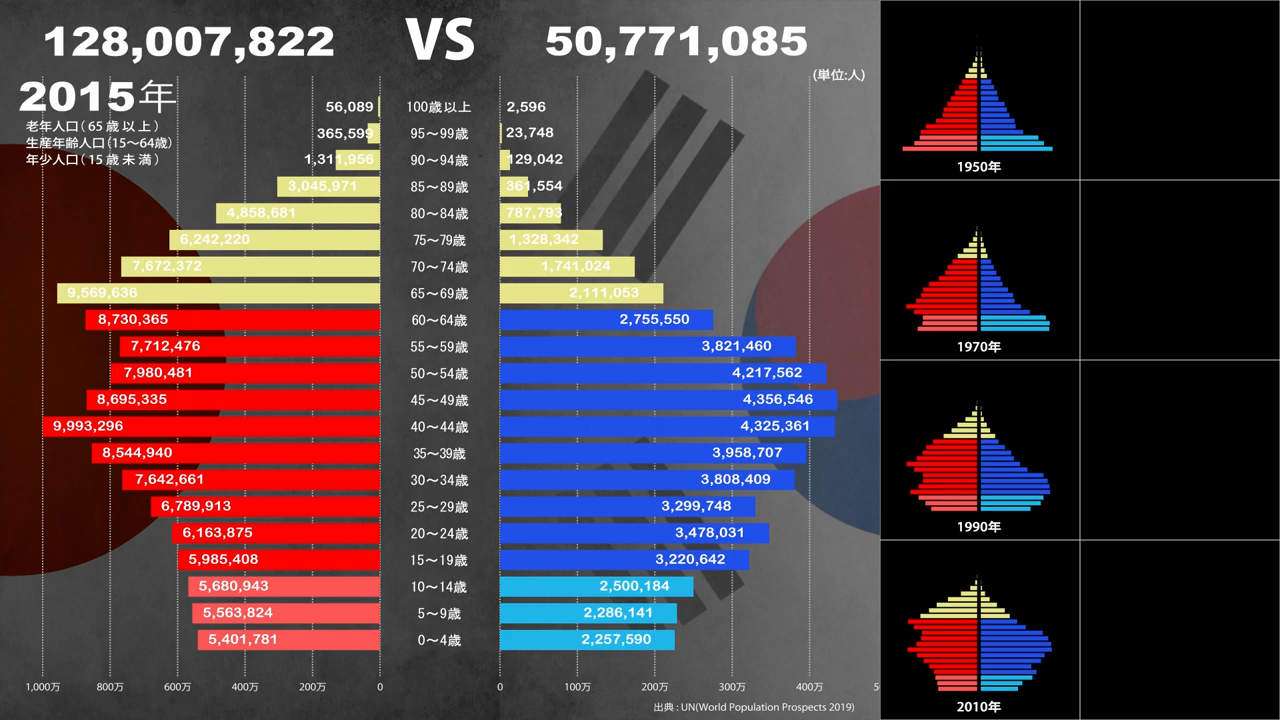 128,007,822 VS 50,771,085
(単位:人)
2015年
老年人口(65歳以上)
生産年齢人口(15〜64歳)
年少人口(15歳未満)
56,089 100歳以上 2,596
365,599 95〜99歳 23,748
1,311,956 90〜94歳 129,042
3,045,971 85〜89歳 361,554
4,858,681 80〜84歳 787,793
6,242,220 75〜79歳 1,328,342
7,672,372 70〜74歳 1,741,024
9,569,636 65〜69歳 2,111,053
8,730,365 60〜64歳 2,755,550
7,712,476 55〜59歳 3,821,460
7,980,481 50〜54歳 4,217,562
8,695,335 45〜49歳 4,356,546
9,993,296 40〜44歳 4,325,361
8,544,940 35〜39歳 3,958,707
7,642,661 30〜34歳 3,808,409
6,789,913 25〜29歳 3,299,748
6,163,875 20〜24歳 3,478,031
5,985,408 15〜19歳 3,220,642
5,680,943 10〜14歳 2,500,184
5,563,824 5〜9歳 2,286,141
5,401,781 0〜4歳 2,257,590
1,000万 800万 600万 400万 200万 0 0 100万 200万 300万 400万 5
出典 : UN(World Population Prospects 2019)
1950年
1970年
1990年
2010年